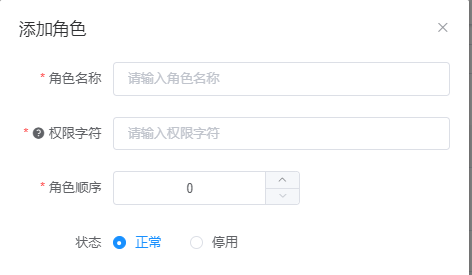 添加角色
* 角色名称 请输入角色名称
* 权限字符 请输入权限字符
* 角色顺序 0
状态 正常 停用